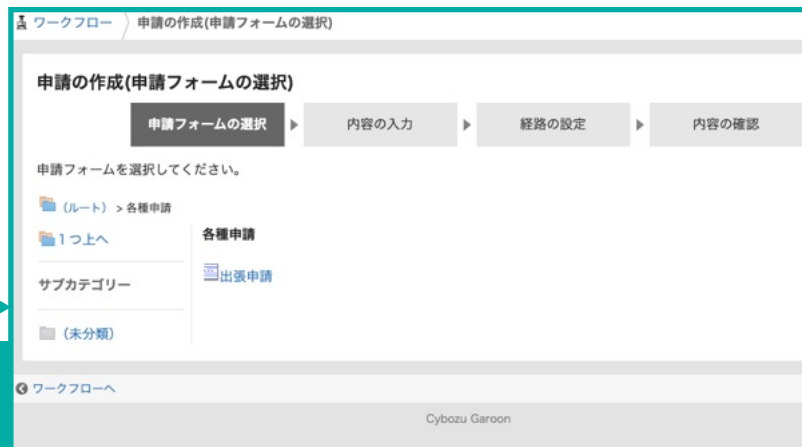 ワークフロー 申請の作成(申請フォームの選択)
申請の作成(申請フォームの選択)
申請フォームの選択 内容の入力 経路の設定 内容の確認
申請フォームを選択してください。
(ルート) > 各種申請
1つ上へ
サブカテゴリー
(未分類)
各種申請
出張申請
ワークフローへ
Cybozu Garoon